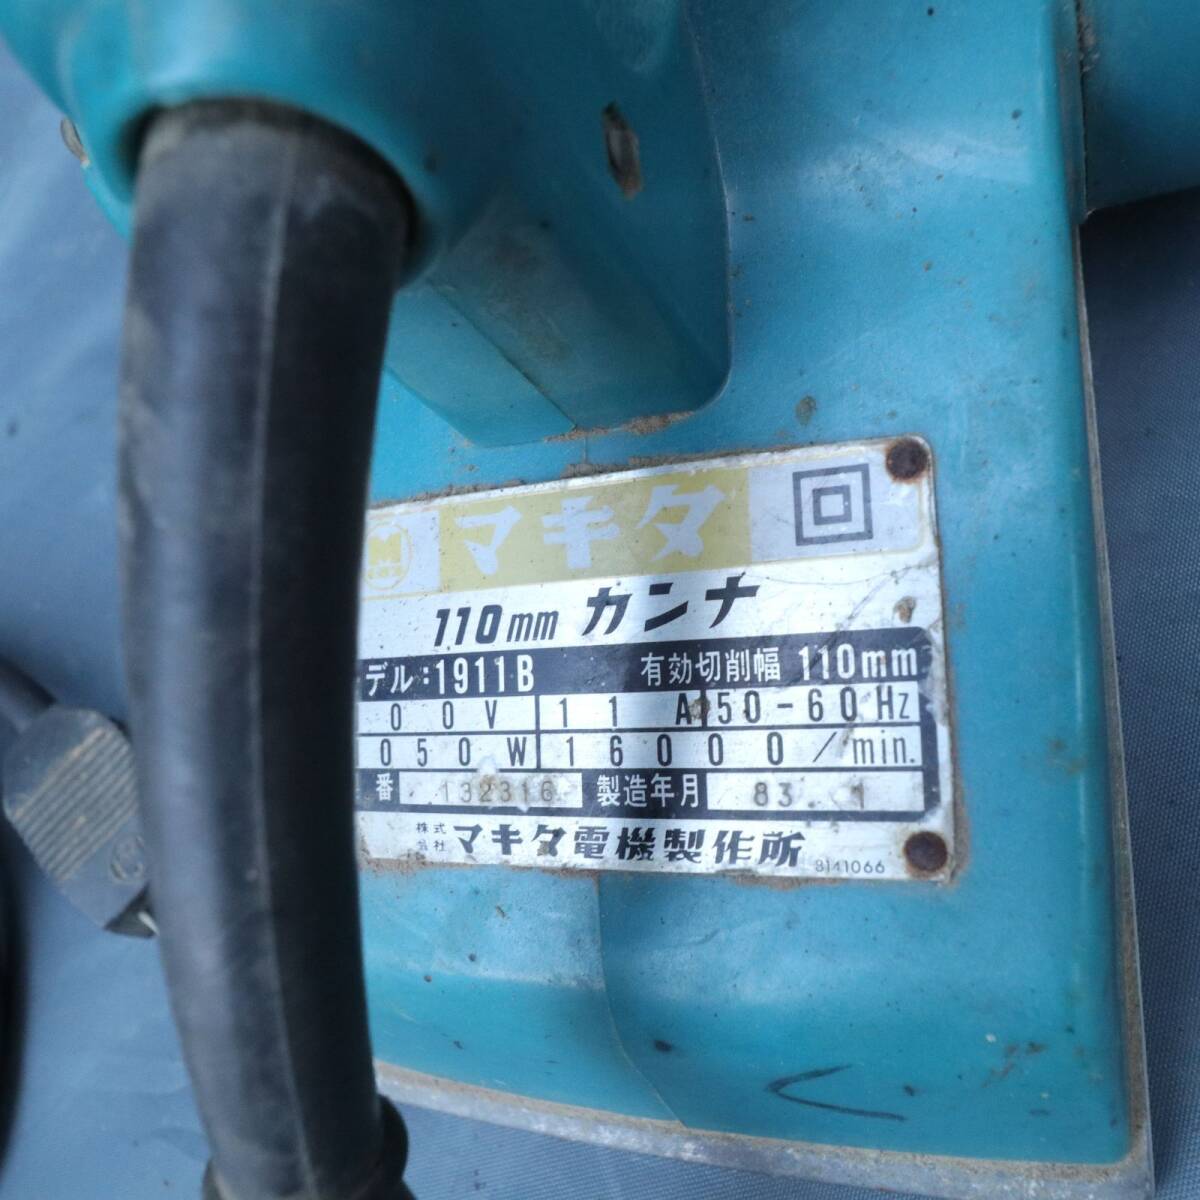 マキタ
110mm カンナ
デル:1911B 有効切削幅 110mm
00V 11 A 50-60Hz
050W 16000/min.
番 132316 製造年月 83 1
株式会社 マキタ電機製作所 8141066